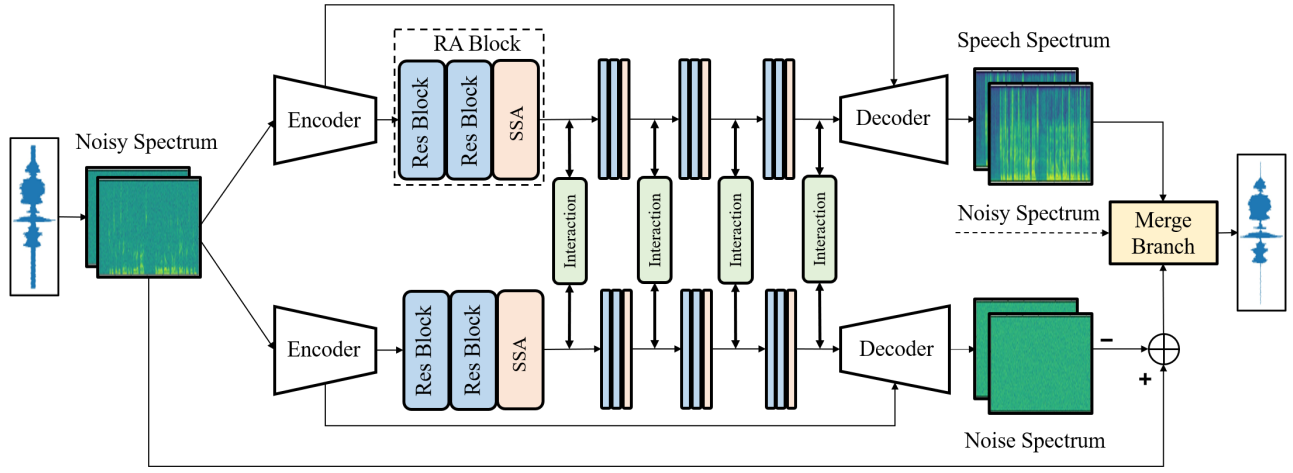 RA Block
Speech Spectrum
Noisy Spectrum
Encoder
Res Block
Res Block
SSA
Decoder
Interaction
Interaction
Interaction
Interaction
Noisy Spectrum
Merge
Branch
Encoder
Res Block
Res Block
SSA
Decoder
−
+
Noise Spectrum